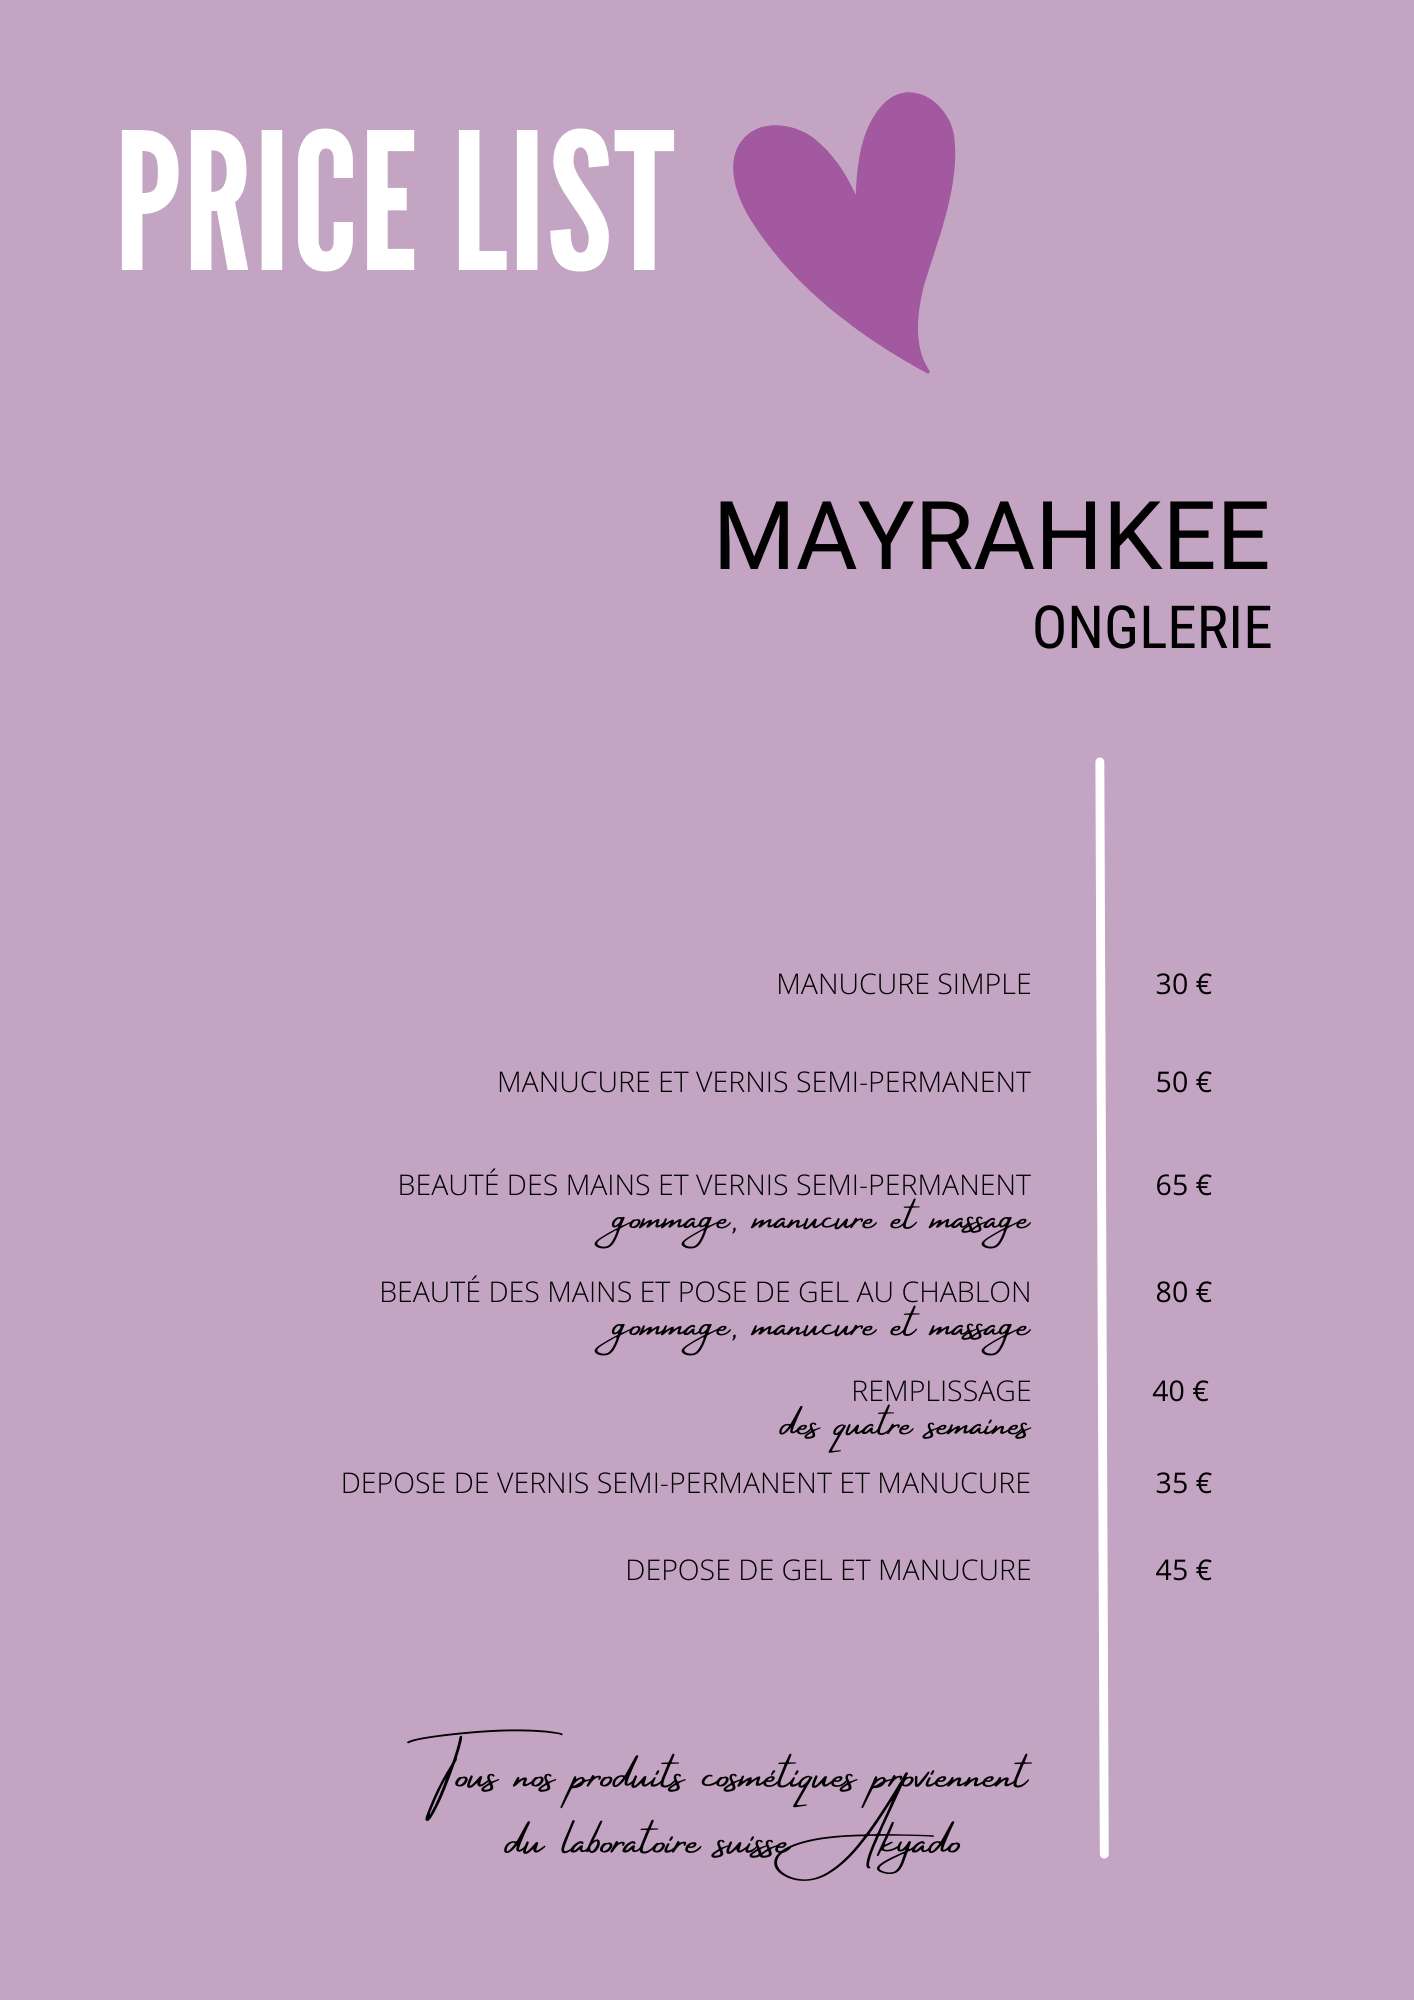 PRICE LIST
MAYRAHKEE
ONGLERIE
MANUCURE SIMPLE 30 €
MANUCURE ET VERNIS SEMI-PERMANENT 50 €
BEAUTÉ DES MAINS ET VERNIS SEMI-PERMANENT 65 €
gommage, manucure et massage
BEAUTÉ DES MAINS ET POSE DE GEL AU CHABLON 80 €
gommage, manucure et massage
REMPLISSAGE 40 €
des quatre semaines
DEPOSE DE VERNIS SEMI-PERMANENT ET MANUCURE 35 €
DEPOSE DE GEL ET MANUCURE 45 €
Tous nos produits cosmétiques proviennent
du laboratoire suisse Akyado